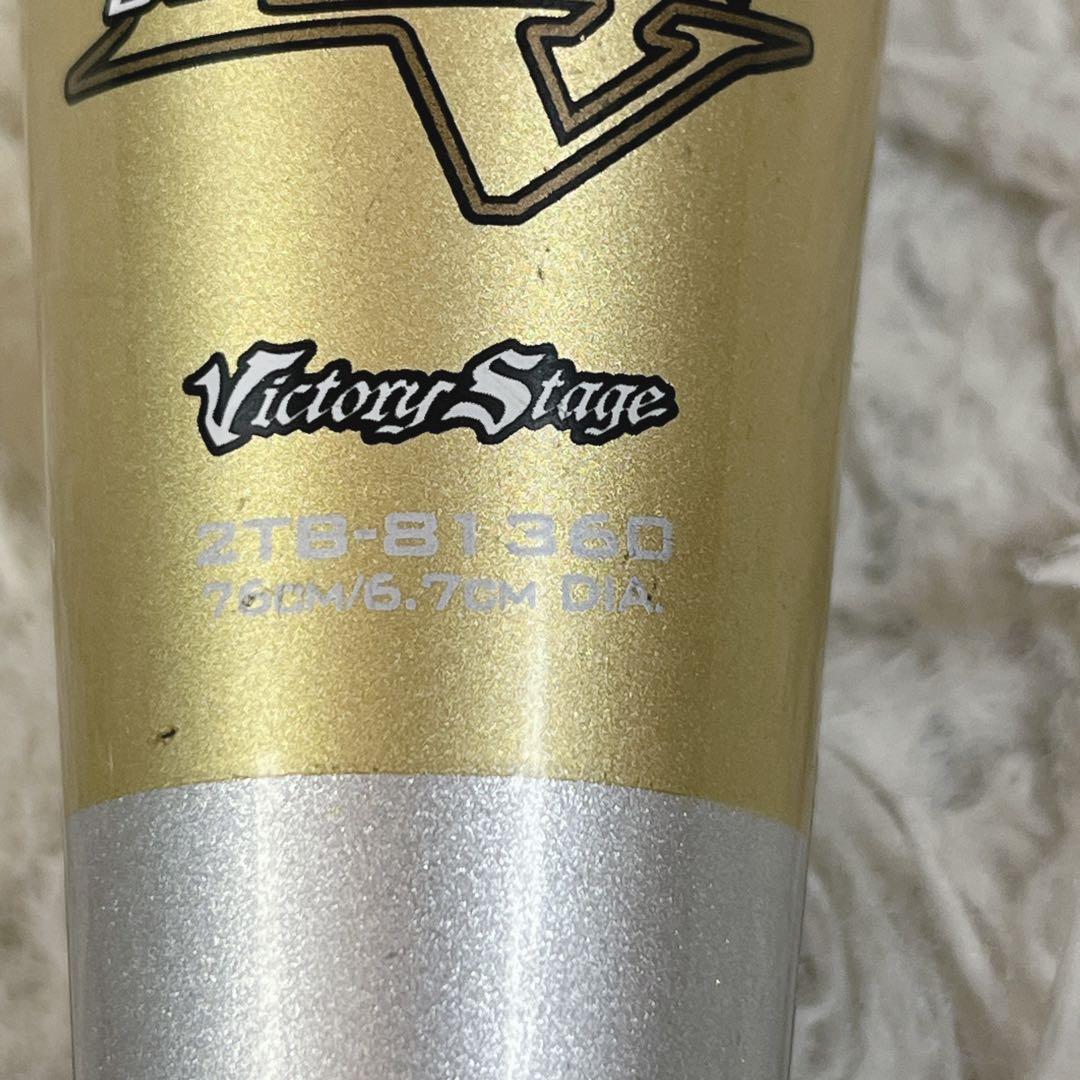 Victory Stage
2TB-81360
76CM/6.7CM DIA.